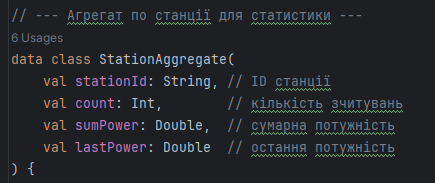 // --- Агрегат по станції для статистики ---
6 Usages
data class StationAggregate(
    val stationId: String, // ID станції
    val count: Int,        // кількість зчитувань
    val sumPower: Double,  // сумарна потужність
    val lastPower: Double  // остання потужність
) {